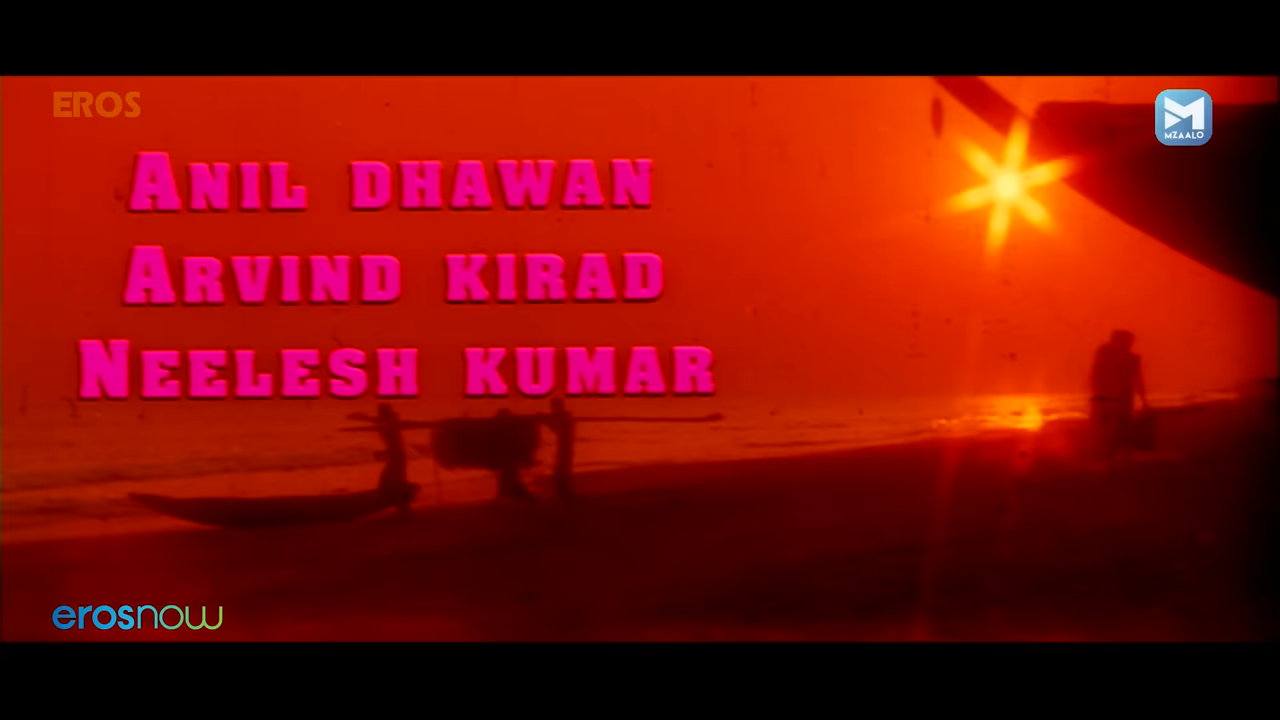 EROS
MZAALO
ANIL DHAWAN
ARVIND KIRAD
NEELESH KUMAR
erosnow